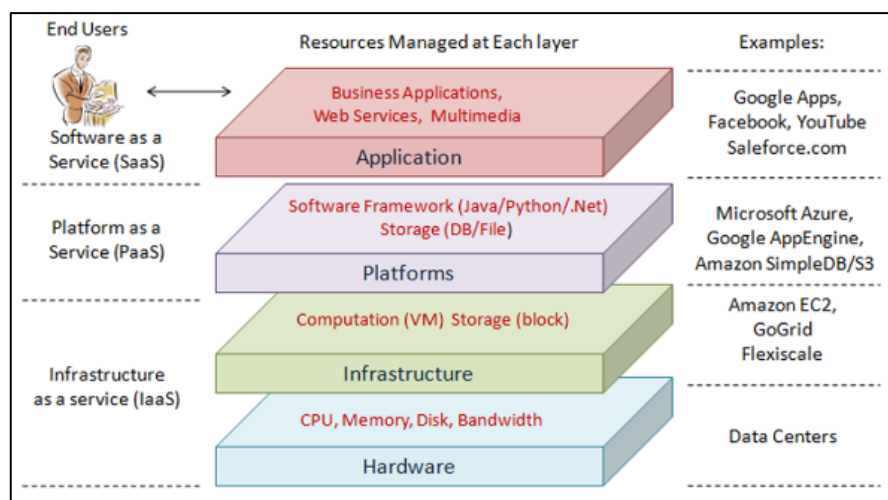 End Users
Resources Managed at Each layer
Examples:
Business Applications,
Web Services, Multimedia
Application
Software as a
Service (SaaS)
Google Apps,
Facebook, YouTube
Saleforce.com
Software Framework (Java/Python/.Net)
Storage (DB/File)
Platforms
Platform as a
Service (PaaS)
Microsoft Azure,
Google AppEngine,
Amazon SimpleDB/S3
Computation (VM) Storage (block)
Infrastructure
Amazon EC2,
GoGrid
Flexiscale
Infrastructure
as a service (IaaS)
CPU, Memory, Disk, Bandwidth
Hardware
Data Centers